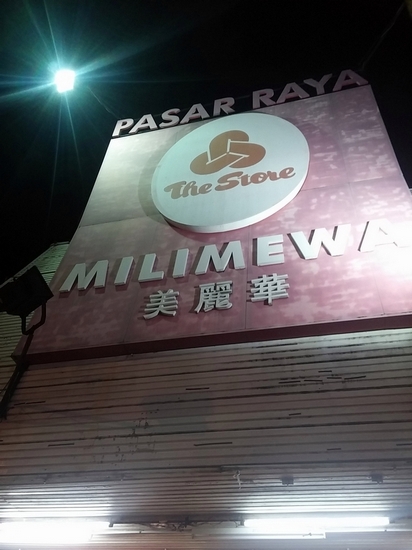 PASAR RAYA
The Store
MILIMEWA
美麗華